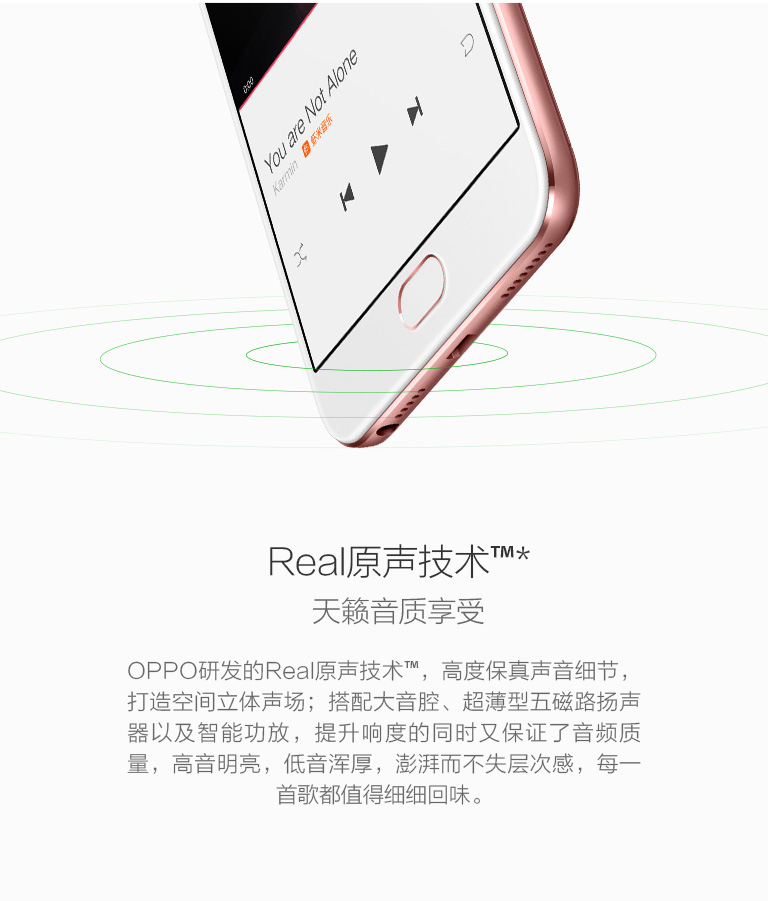 0:00
You are Not Alone
Karmin 虾米音乐
Real原声技术™*
天籁音质享受
OPPO研发的Real原声技术™，高度保真声音细节，
打造空间立体声场；搭配大音腔、超薄型五磁路扬声
器以及智能功放，提升响度的同时又保证了音频质
量，高音明亮，低音浑厚，澎湃而不失层次感，每一
首歌都值得细细回味。